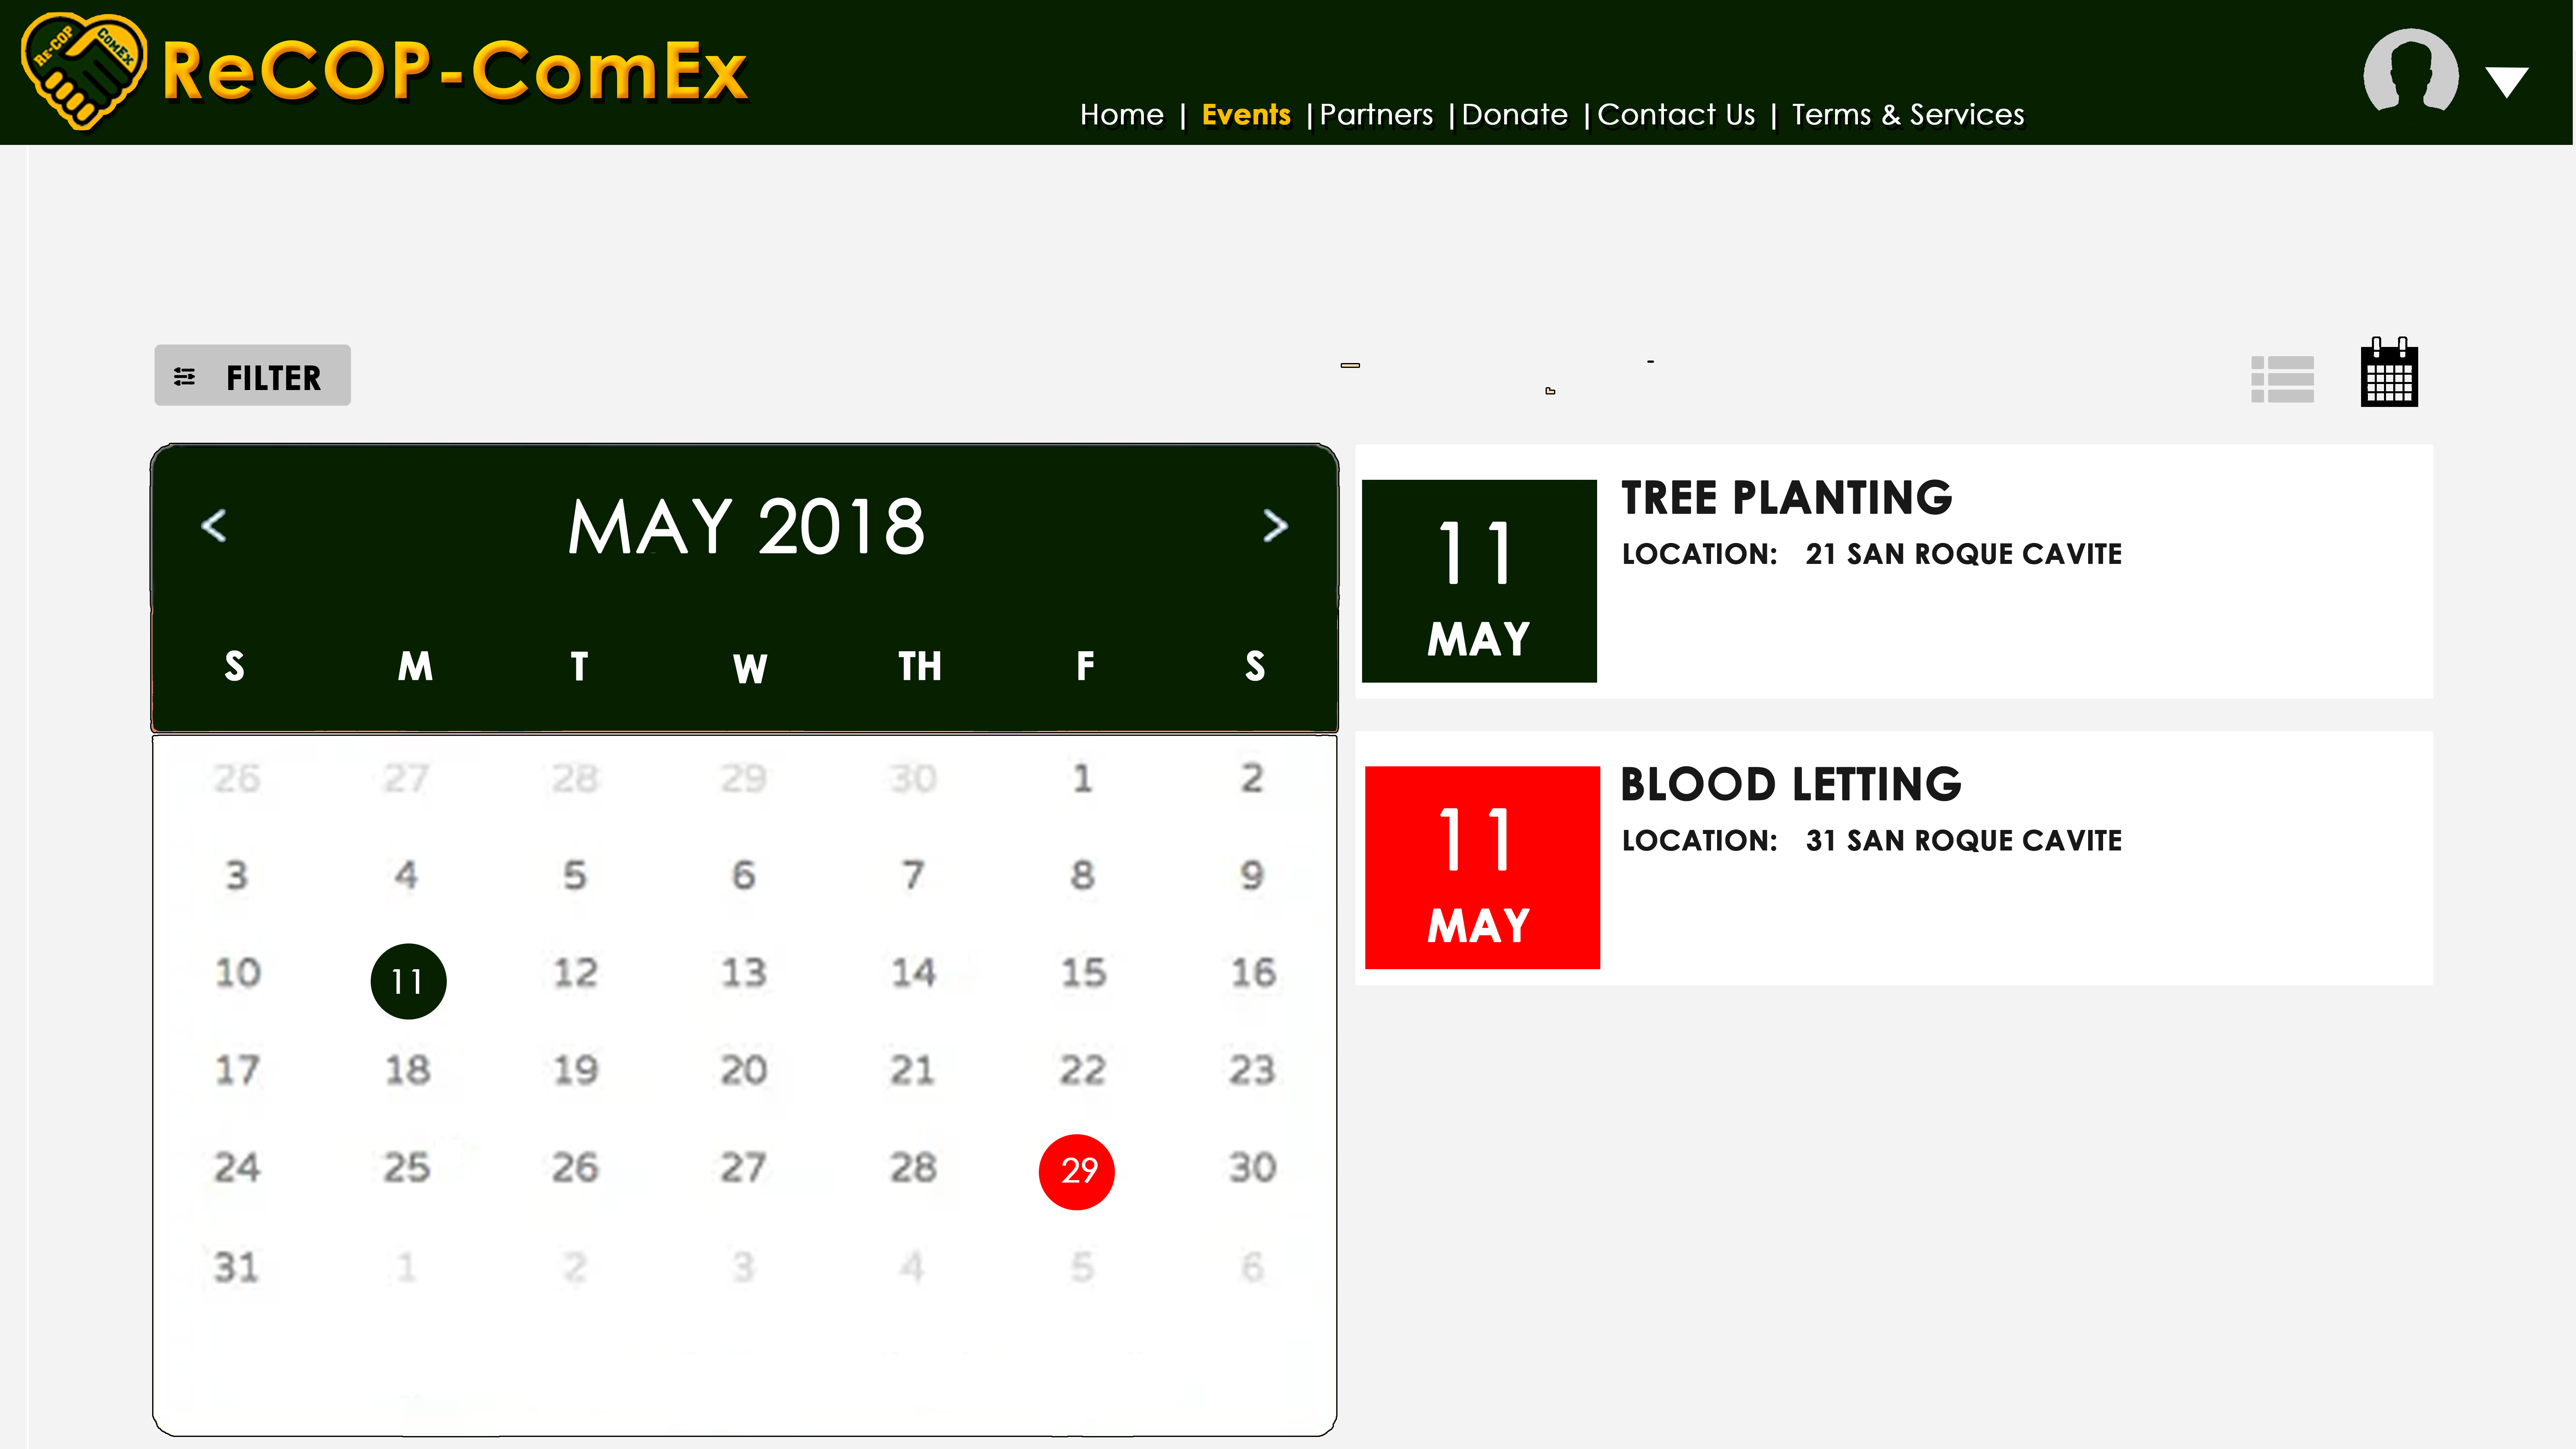 RE-COP COMEX
ReCOP-ComEx
Home | Events |Partners |Donate |Contact Us | Terms & Services
FILTER
< MAY 2018 >
S M T W TH F S
26 27 28 29 30 1 2
3 4 5 6 7 8 9
10 11 12 13 14 15 16
17 18 19 20 21 22 23
24 25 26 27 28 29 30
31 1 2 3 4 5 6
11
MAY
TREE PLANTING
LOCATION: 21 SAN ROQUE CAVITE
11
MAY
BLOOD LETTING
LOCATION: 31 SAN ROQUE CAVITE